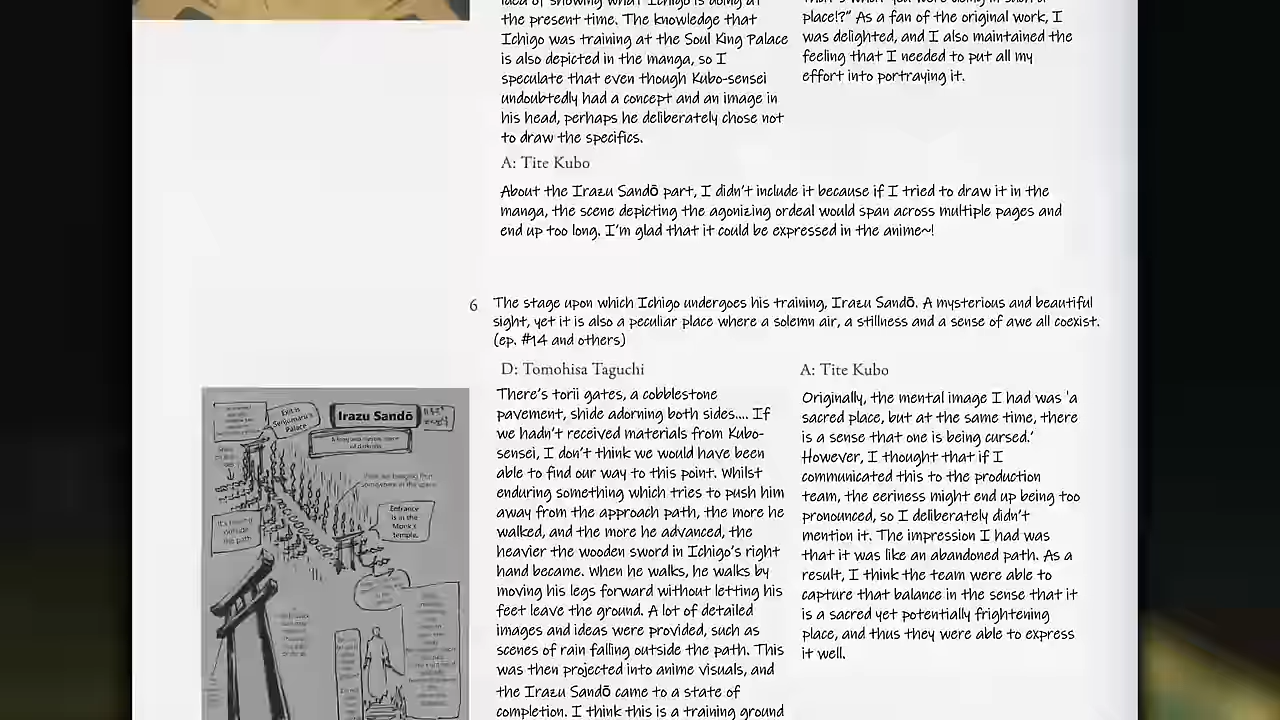 the present time. The knowledge that
Ichigo was training at the Soul King Palace
is also depicted in the manga, so I
speculate that even though Kubo-sensei
undoubtedly had a concept and an image in
his head, perhaps he deliberately chose not
to draw the specifics.
place!?" As a fan of the original work, I
was delighted, and I also maintained the
feeling that I needed to put all my
effort into portraying it.
A: Tite Kubo
About the Irazu Sandō part, I didn't include it because if I tried to draw it in the
manga, the scene depicting the agonizing ordeal would span across multiple pages and
end up too long. I'm glad that it could be expressed in the anime~!
6
The stage upon which Ichigo undergoes his training, Irazu Sandō. A mysterious and beautiful
sight, yet it is also a peculiar place where a solemn air, a stillness and a sense of awe all coexist.
(ep. #14 and others)
D: Tomohisa Taguchi
There's torii gates, a cobblestone
pavement, shide adorning both sides.... If
we hadn't received materials from Kubo-
sensei, I don't think we would have been
able to find our way to this point. Whilst
enduring something which tries to push him
away from the approach path, the more he
walked, and the more he advanced, the
heavier the wooden sword in Ichigo's right
hand became. When he walks, he walks by
moving his legs forward without letting his
feet leave the ground. A lot of detailed
images and ideas were provided, such as
scenes of rain falling outside the path. This
was then projected into anime visuals, and
the Irazu Sandō came to a state of
completion. I think this is a training ground
A: Tite Kubo
Originally, the mental image I had was 'a
sacred place, but at the same time, there
is a sense that one is being cursed.'
However, I thought that if I
communicated this to the production
team, the eeriness might end up being too
pronounced, so I deliberately didn't
mention it. The impression I had was
that it was like an abandoned path. As a
result, I think the team were able to
capture that balance in the sense that it
is a sacred yet potentially frightening
place, and thus they were able to express
it well.
Irazu Sandō
Exit is
Senjumaru's
Palace
A long and narrow space
of darkness
Entrance
is in the
Monk's
temple.
It's raining
outside
the path